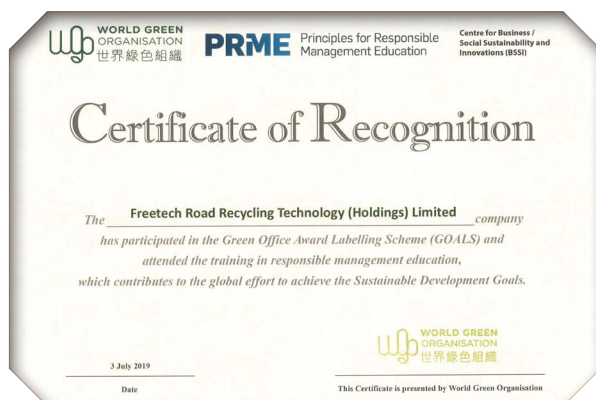 WORLD GREEN
ORGANISATION
世界綠色組織
PRME
Principles for Responsible
Management Education
Centre for Business /
Social Sustainability and
Innovations (BSSI)
Certificate of Recognition
The Freetech Road Recycling Technology (Holdings) Limited company
has participated in the Green Office Award Labelling Scheme (GOALS) and
attended the training in responsible management education,
which contributes to the global effort to achieve the Sustainable Development Goals.
WORLD GREEN
ORGANISATION
世界綠色組織
3 July 2019
Date
This Certificate is presented by World Green Organisation